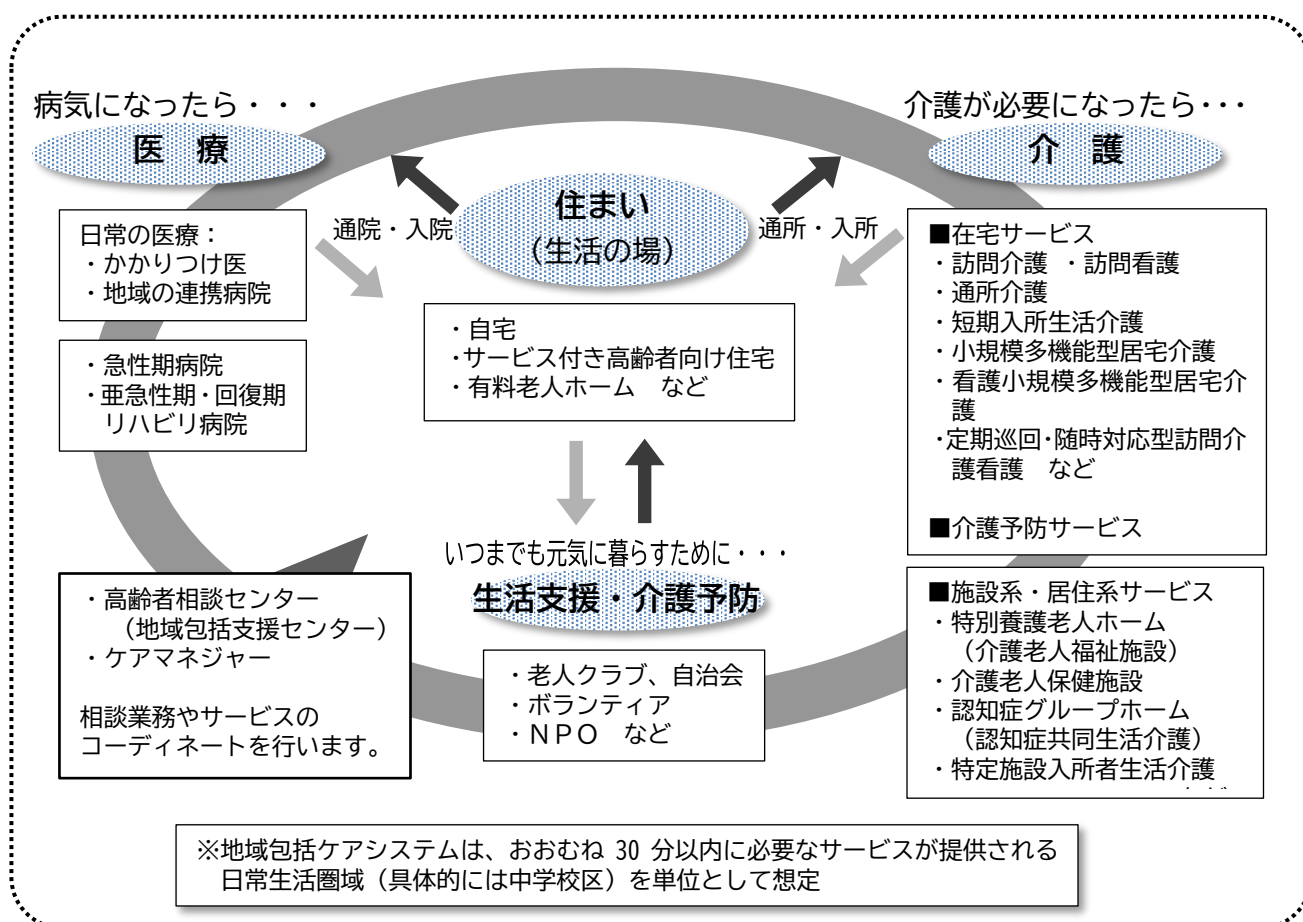 病気になったら・・・
医 療
日常の医療：
・かかりつけ医
・地域の連携病院
・急性期病院
・亜急性期・回復期
リハビリ病院
通院・入院
住まい
（生活の場）
通所・入所
・自宅
・サービス付き高齢者向け住宅
・有料老人ホーム　など
介護が必要になったら・・・
介 護
■在宅サービス
・訪問介護 ・訪問看護
・通所介護
・短期入所生活介護
・小規模多機能型居宅介護
・看護小規模多機能型居宅介
護
・定期巡回・随時対応型訪問介
護看護　など
■介護予防サービス
■施設系・居住系サービス
・特別養護老人ホーム
（介護老人福祉施設）
・介護老人保健施設
・認知症グループホーム
（認知症共同生活介護）
・特定施設入所者生活介護
いつまでも元気に暮らすために・・・
生活支援・介護予防
・老人クラブ、自治会
・ボランティア
・ＮＰＯ　など
・高齢者相談センター
（地域包括支援センター）
・ケアマネジャー
相談業務やサービスの
コーディネートを行います。
※地域包括ケアシステムは、おおむね 30 分以内に必要なサービスが提供される
日常生活圏域（具体的には中学校区）を単位として想定